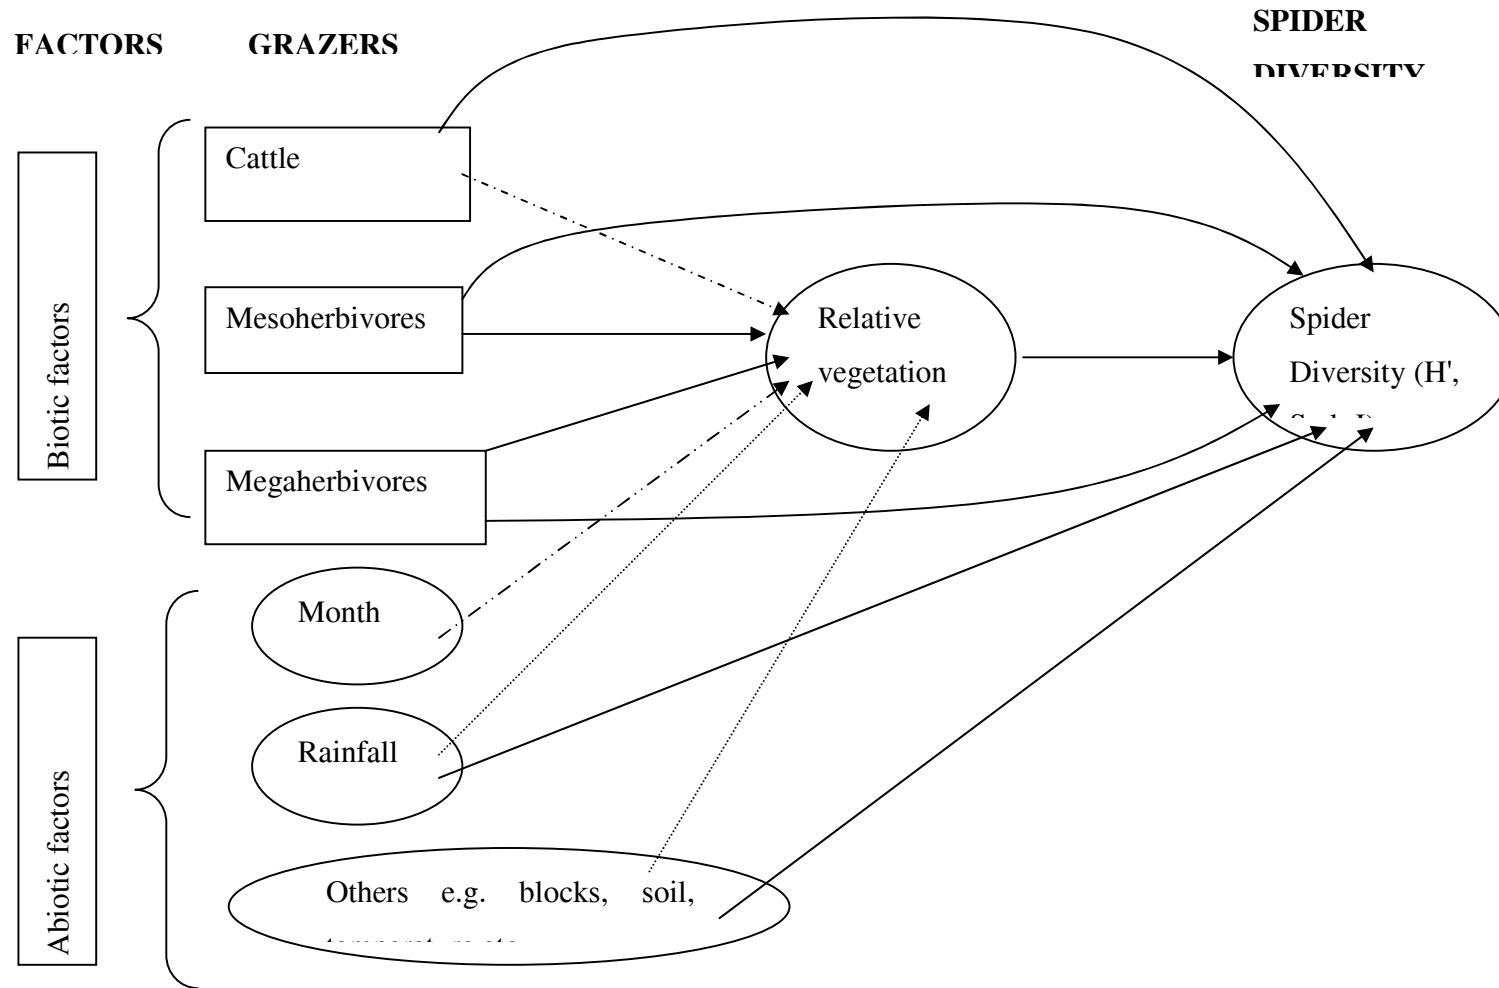 FACTORS
GRAZERS
SPIDER
DIVERSITY
Biotic factors
Cattle
Mesoherbivores
Megaherbivores
Relative
vegetation
Spider
Diversity (H',
Abiotic factors
Month
Rainfall
Others e.g. blocks, soil,